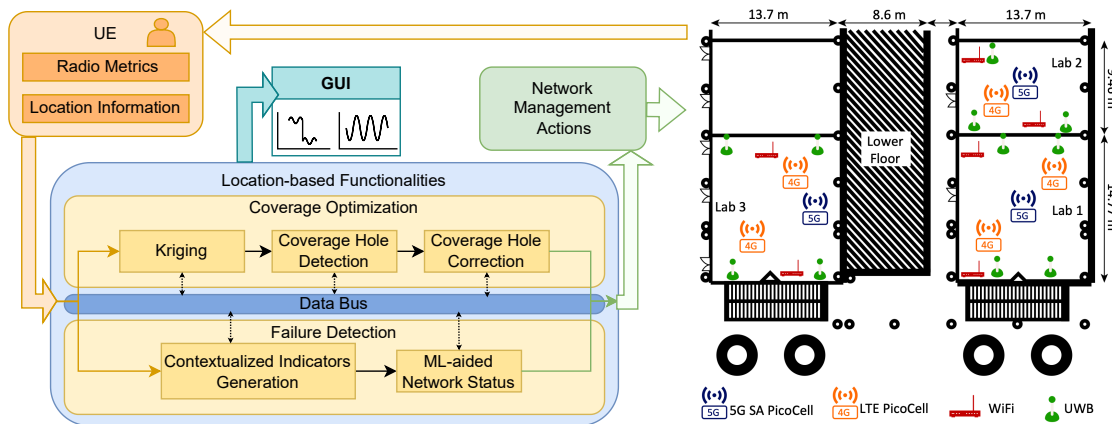 UE
Radio Metrics
Location Information
GUI
Network
Management
Actions
Location-based Functionalities
Coverage Optimization
Kriging
Coverage Hole
Detection
Coverage Hole
Correction
Data Bus
Failure Detection
Contextualized Indicators
Generation
ML-aided
Network Status
13.7 m
8.6 m
13.7 m
Lab 2
5G
4G
Lower
Floor
4G
4G
Lab 3
5G
5G
Lab 1
4G
4G
5G
5G SA PicoCell
4G
LTE PicoCell
WiFi
UWB